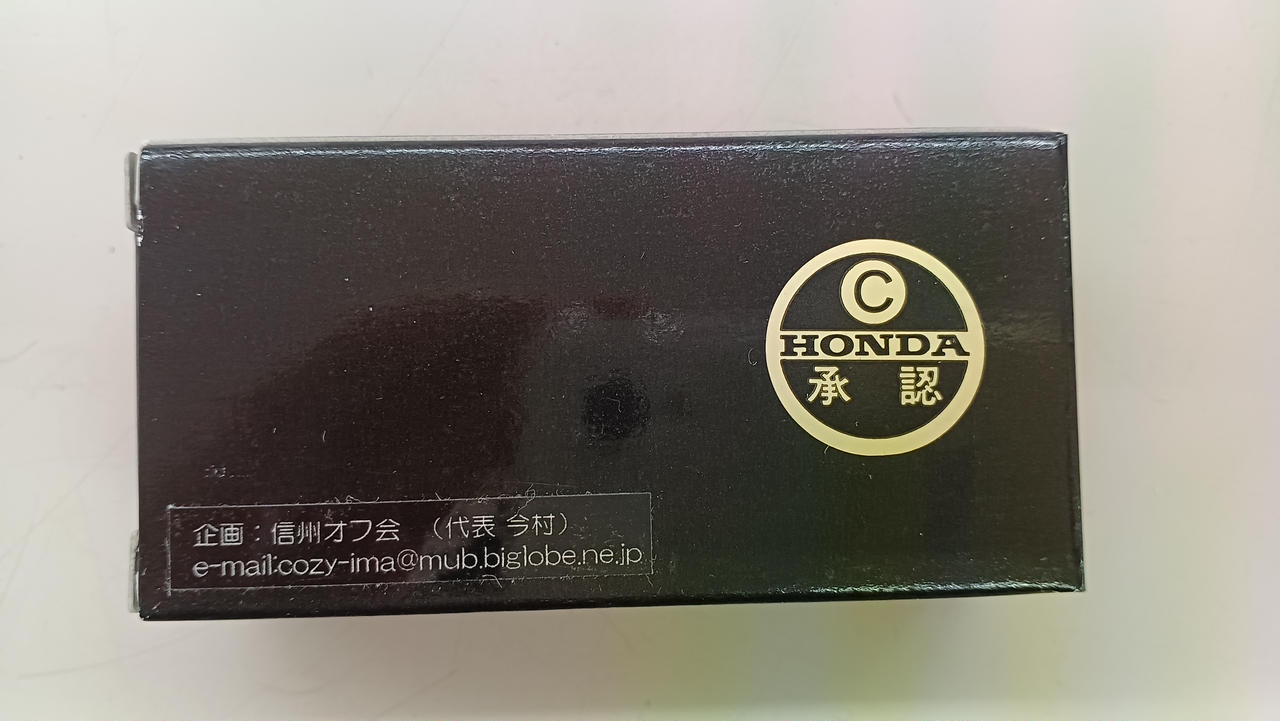 Ⓒ
HONDA
承認
企画：信州オフ会 （代表 今村）
e-mail:cozy-ima@mub.biglobe.ne.jp